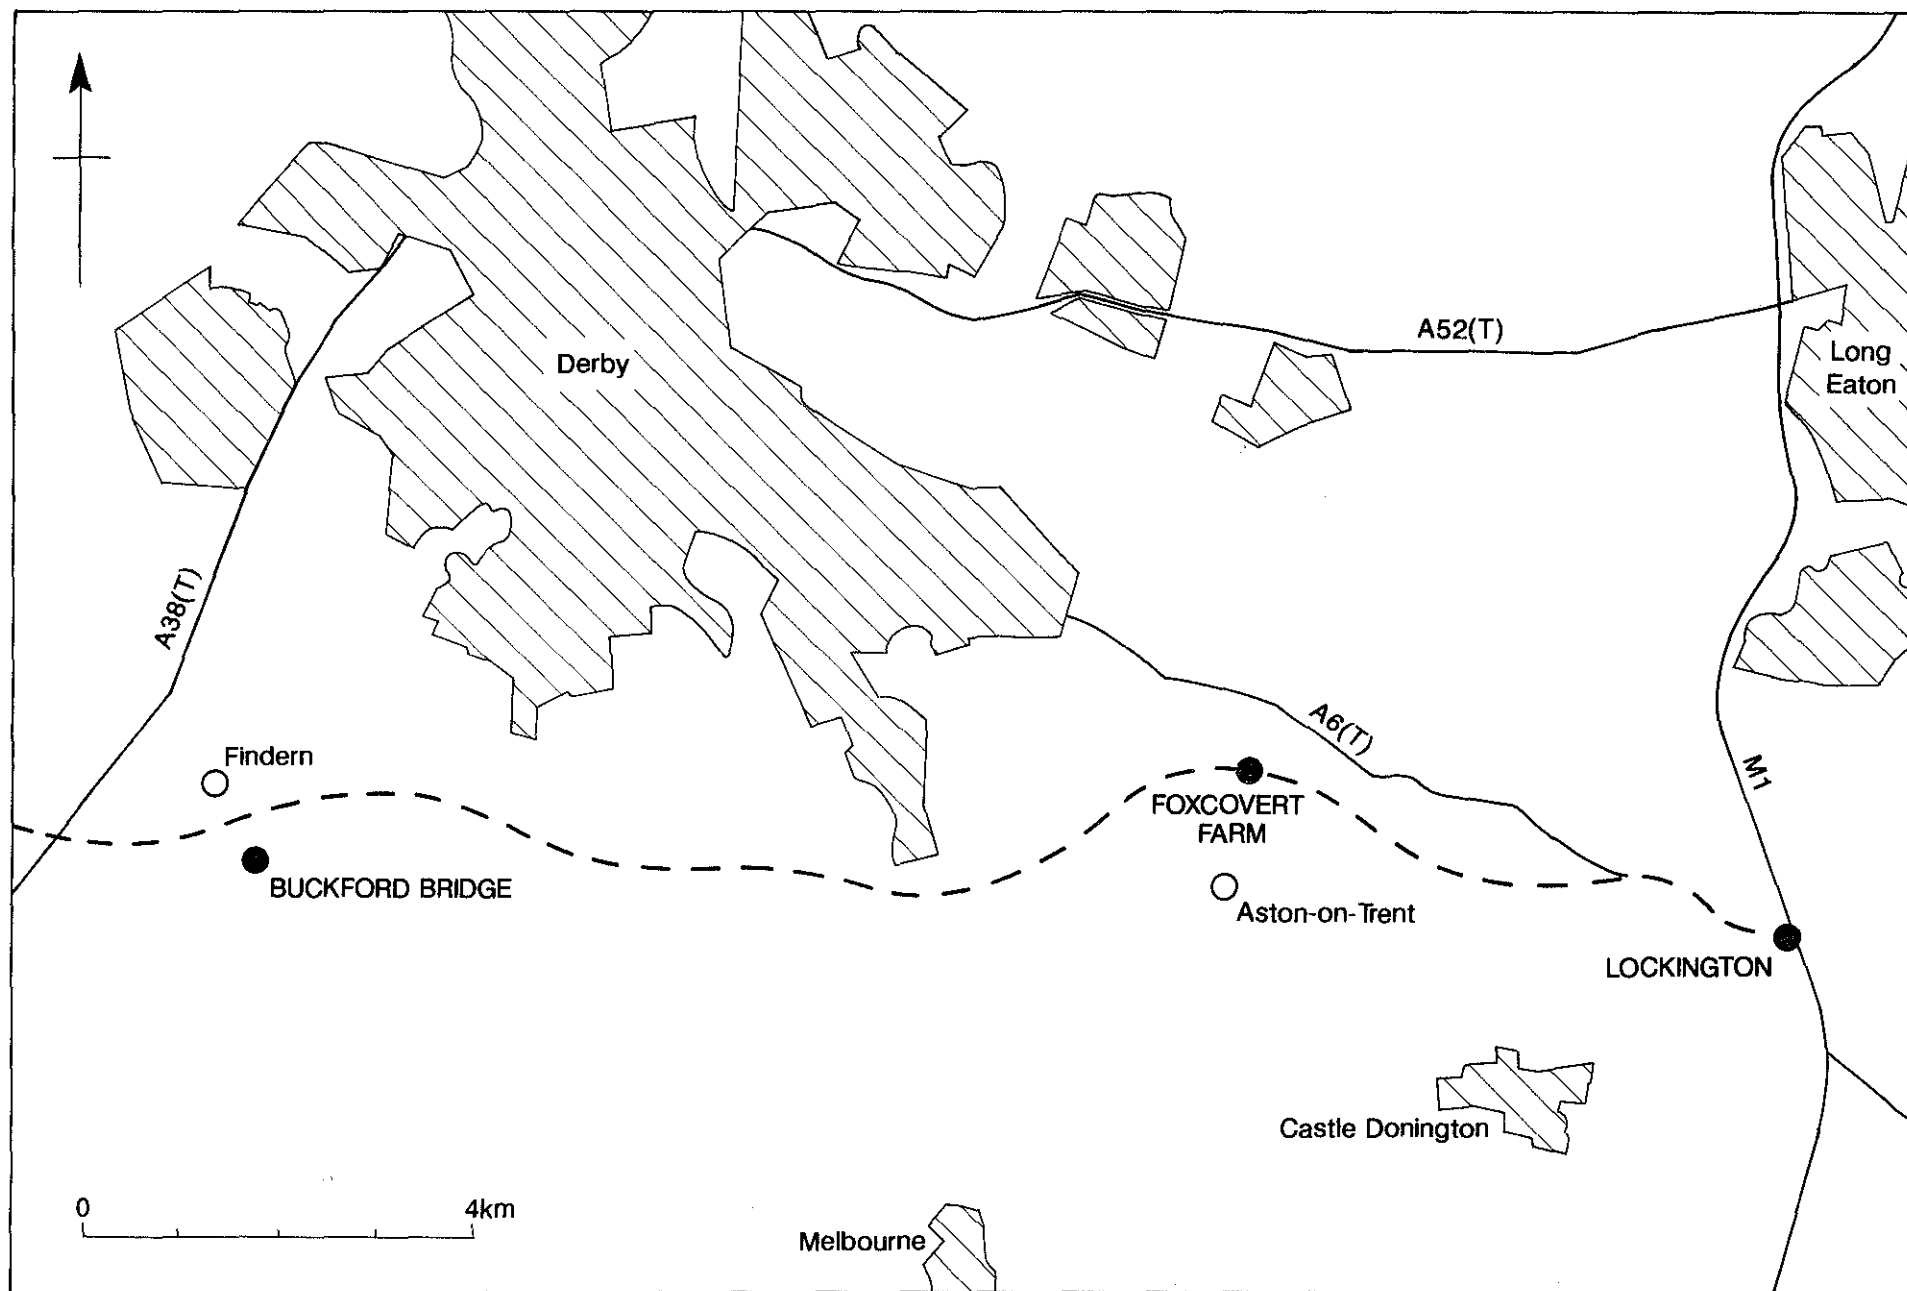 A52(T)
Long
Eaton
Derby
A38(T)
A6(T)
Findern
M1
FOXCOVERT
FARM
BUCKFORD BRIDGE
Aston-on-Trent
LOCKINGTON
Castle Donington
0
4km
Melbourne